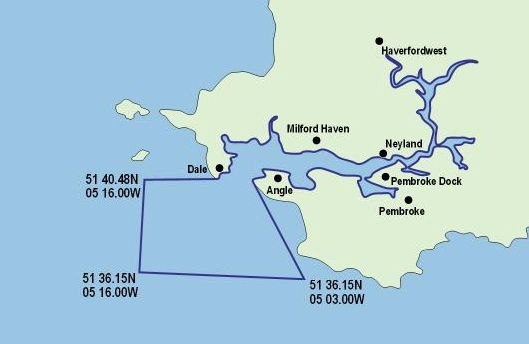 Haverfordwest
Milford Haven
Neyland
Dale
Pembroke Dock
Angle
Pembroke
51 40.48N
05 16.00W
51 36.15N
05 16.00W
51 36.15N
05 03.00W